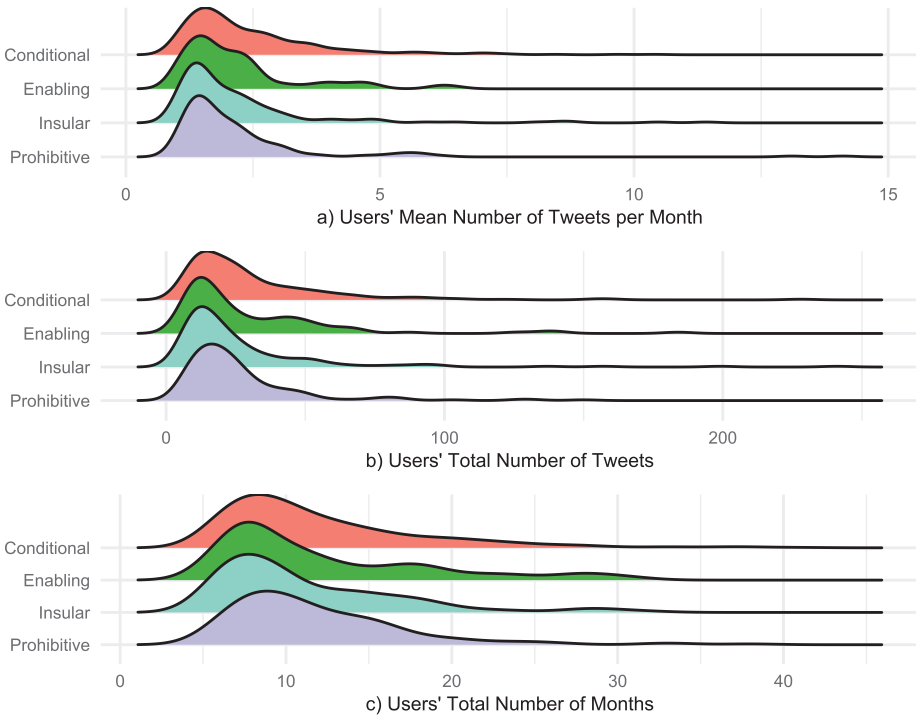 Conditional
Enabling
Insular
Prohibitive
0 5 10 15
a) Users' Mean Number of Tweets per Month
Conditional
Enabling
Insular
Prohibitive
0 100 200
b) Users' Total Number of Tweets
Conditional
Enabling
Insular
Prohibitive
0 10 20 30 40
c) Users' Total Number of Months